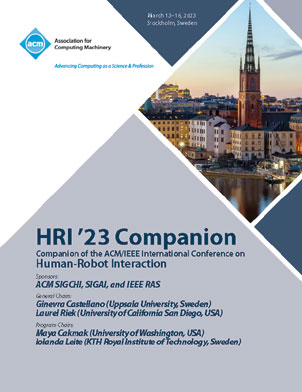 March 13–16, 2023
Stockholm, Sweden
acm
Association for
Computing Machinery
Advancing Computing as a Science & Profession
HRI ’23 Companion
Companion of the ACM/IEEE International Conference on
Human-Robot Interaction
Sponsors:
ACM SIGCHI, SIGAI, and IEEE RAS
General Chairs:
Ginevra Castellano (Uppsala University, Sweden)
Laurel Riek (University of California San Diego, USA)
Program Chairs:
Maya Cakmak (University of Washington, USA)
Iolanda Leite (KTH Royal Institute of Technology, Sweden)